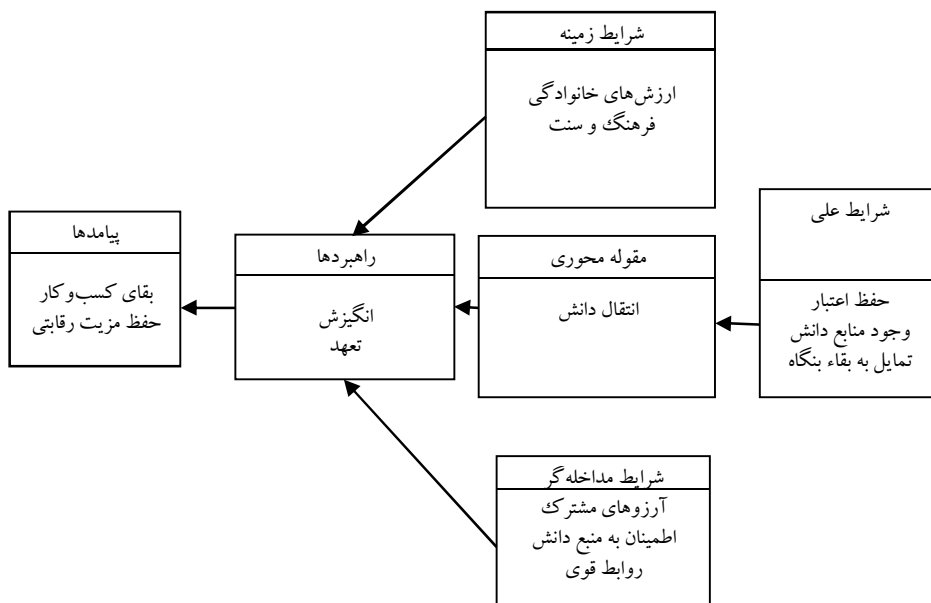 شرایط زمینه
ارزش‌های خانوادگی
فرهنگ و سنت
شرایط علی
حفظ اعتبار
وجود منابع دانش
تمایل به بقاء بنگاه
مقوله محوری
انتقال دانش
راهبردها
انگیزش
تعهد
پیامدها
بقای کسب‌وکار
حفظ مزیت رقابتی
شرایط مداخله‌گر
آرزوهای مشترک
اطمینان به منبع دانش
روابط قوی